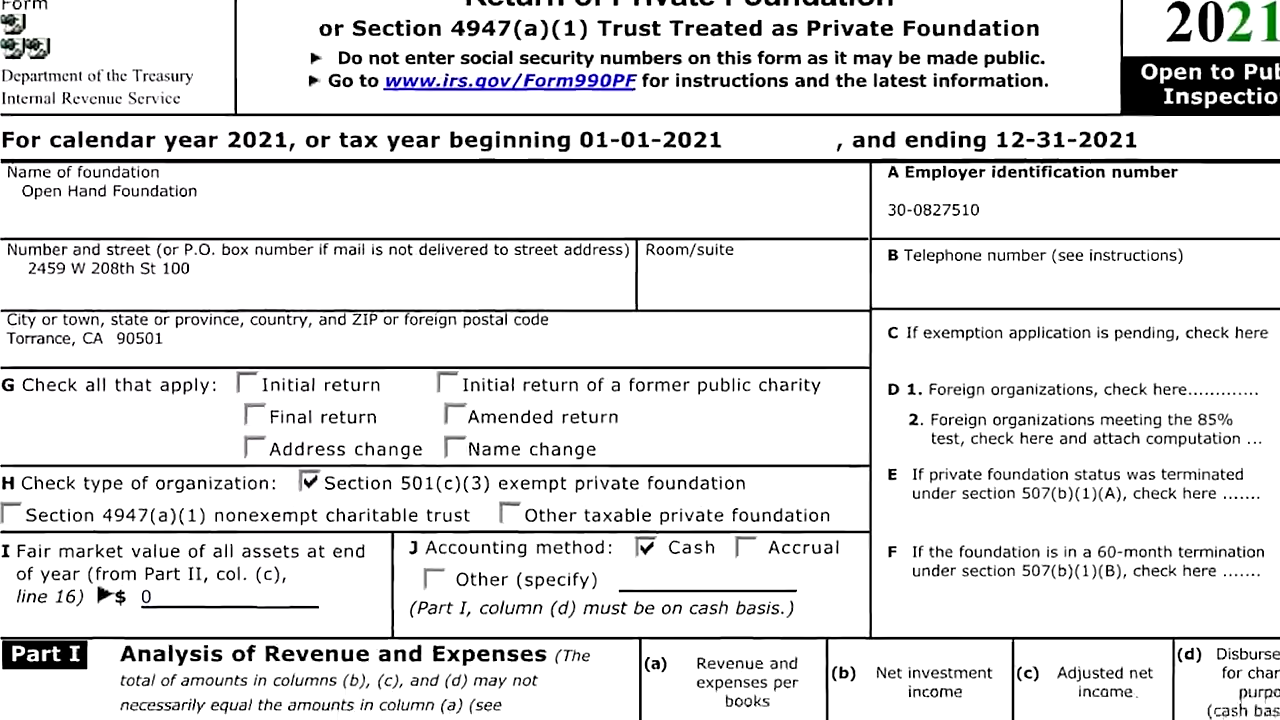 Form
Return of Private Foundation
or Section 4947(a)(1) Trust Treated as Private Foundation
► Do not enter social security numbers on this form as it may be made public.
► Go to www.irs.gov/Form990PF for instructions and the latest information.
Department of the Treasury
Internal Revenue Service
2021
Open to Pub
Inspectio
For calendar year 2021, or tax year beginning 01-01-2021 , and ending 12-31-2021
Name of foundation
Open Hand Foundation
A Employer identification number
30-0827510
Number and street (or P.O. box number if mail is not delivered to street address)
2459 W 208th St 100
Room/suite
B Telephone number (see instructions)
City or town, state or province, country, and ZIP or foreign postal code
Torrance, CA 90501
C If exemption application is pending, check here
G Check all that apply: Initial return Initial return of a former public charity
Final return Amended return
Address change Name change
D 1. Foreign organizations, check here.............
2. Foreign organizations meeting the 85%
test, check here and attach computation ...
H Check type of organization: Section 501(c)(3) exempt private foundation
Section 4947(a)(1) nonexempt charitable trust Other taxable private foundation
E If private foundation status was terminated
under section 507(b)(1)(A), check here .......
I Fair market value of all assets at end
of year (from Part II, col. (c),
line 16) ►$ 0
J Accounting method: Cash Accrual
Other (specify)
(Part I, column (d) must be on cash basis.)
F If the foundation is in a 60-month termination
under section 507(b)(1)(B), check here .......
Part I Analysis of Revenue and Expenses (The
total of amounts in columns (b), (c), and (d) may not
necessarily equal the amounts in column (a) (see
(a) Revenue and
expenses per
books
(b) Net investment
income
(c) Adjusted net
income.
(d) Disburse
for char
purpo
(cash bas